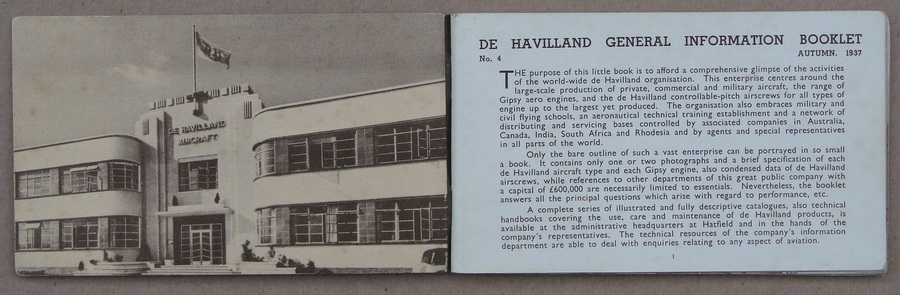 DE HAVILLAND
AIRCRAFT
DE HAVILLAND GENERAL INFORMATION BOOKLET
No. 4 AUTUMN, 1937
THE purpose of this little book is to afford a comprehensive glimpse of the activities
of the world-wide de Havilland organisation. This enterprise centres around the
large-scale production of private, commercial and military aircraft, the range of
Gipsy aero engines, and the de Havilland controllable-pitch airscrews for all types of
engine up to the largest yet produced. The organisation also embraces military and
civil flying schools, an aeronautical technical training establishment and a network of
distributing and servicing bases controlled by associated companies in Australia,
Canada, India, South Africa and Rhodesia and by agents and special representatives
in all parts of the world.
Only the bare outline of such a vast enterprise can be portrayed in so small
a book. It contains only one or two photographs and a brief specification of each
de Havilland aircraft type and each Gipsy engine, also condensed data of de Havilland
airscrews, while references to other departments of this great public company with
a capital of £600,000 are necessarily limited to essentials. Nevertheless, the booklet
answers all the principal questions which arise with regard to performance, etc.
A complete series of illustrated and fully descriptive catalogues, also technical
handbooks covering the use, care and maintenance of de Havilland products, is
available at the administrative headquarters at Hatfield and in the hands of the
company's representatives. The technical resources of the company's information
department are able to deal with enquiries relating to any aspect of aviation.
1